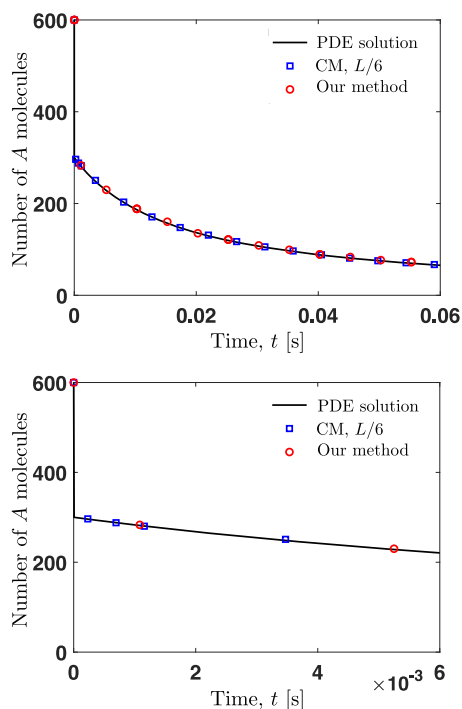 600
400
200
0
Number of A molecules
PDE solution
CM, L/6
Our method
0 0.02 0.04 0.06
Time, t [s]
600
400
200
0
Number of A molecules
PDE solution
CM, L/6
Our method
0 2 4 6
×10⁻³
Time, t [s]